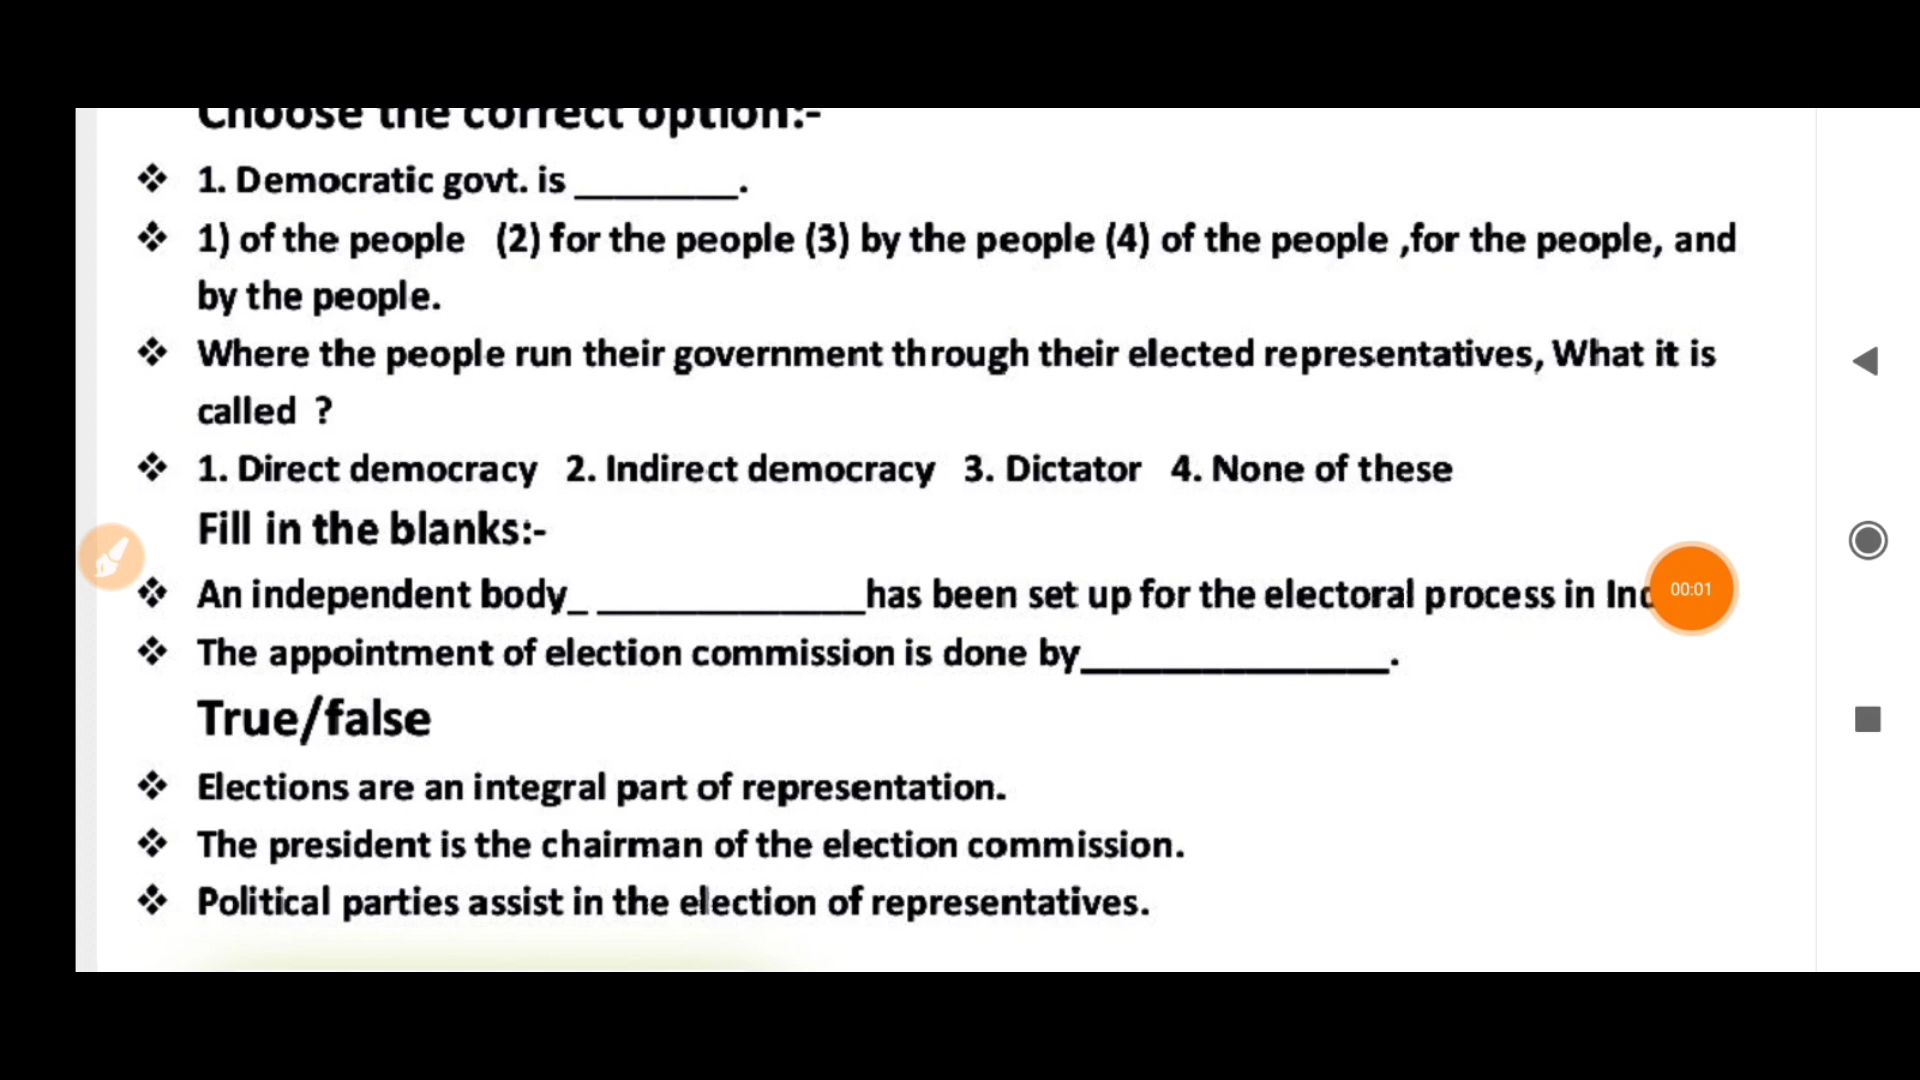 Choose the correct option:-
❖ 1. Democratic govt. is ________.
❖ 1) of the people (2) for the people (3) by the people (4) of the people ,for the people, and
by the people.
❖ Where the people run their government through their elected representatives, What it is
called ?
❖ 1. Direct democracy 2. Indirect democracy 3. Dictator 4. None of these
Fill in the blanks:-
❖ An independent body_ _____________has been set up for the electoral process in
00:01
❖ The appointment of election commission is done by_______________.
True/false
❖ Elections are an integral part of representation.
❖ The president is the chairman of the election commission.
❖ Political parties assist in the election of representatives.